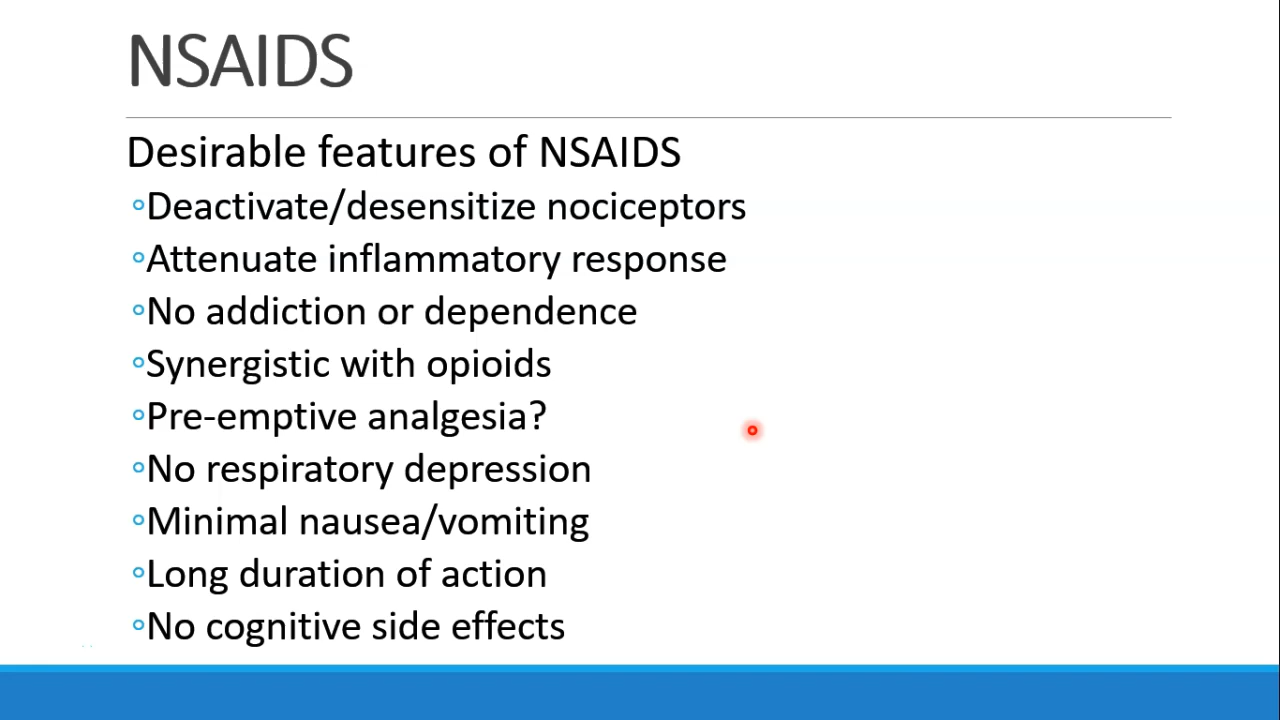 NSAIDS
Desirable features of NSAIDS
◦Deactivate/desensitize nociceptors
◦Attenuate inflammatory response
◦No addiction or dependence
◦Synergistic with opioids
◦Pre-emptive analgesia?
◦No respiratory depression
◦Minimal nausea/vomiting
◦Long duration of action
◦No cognitive side effects